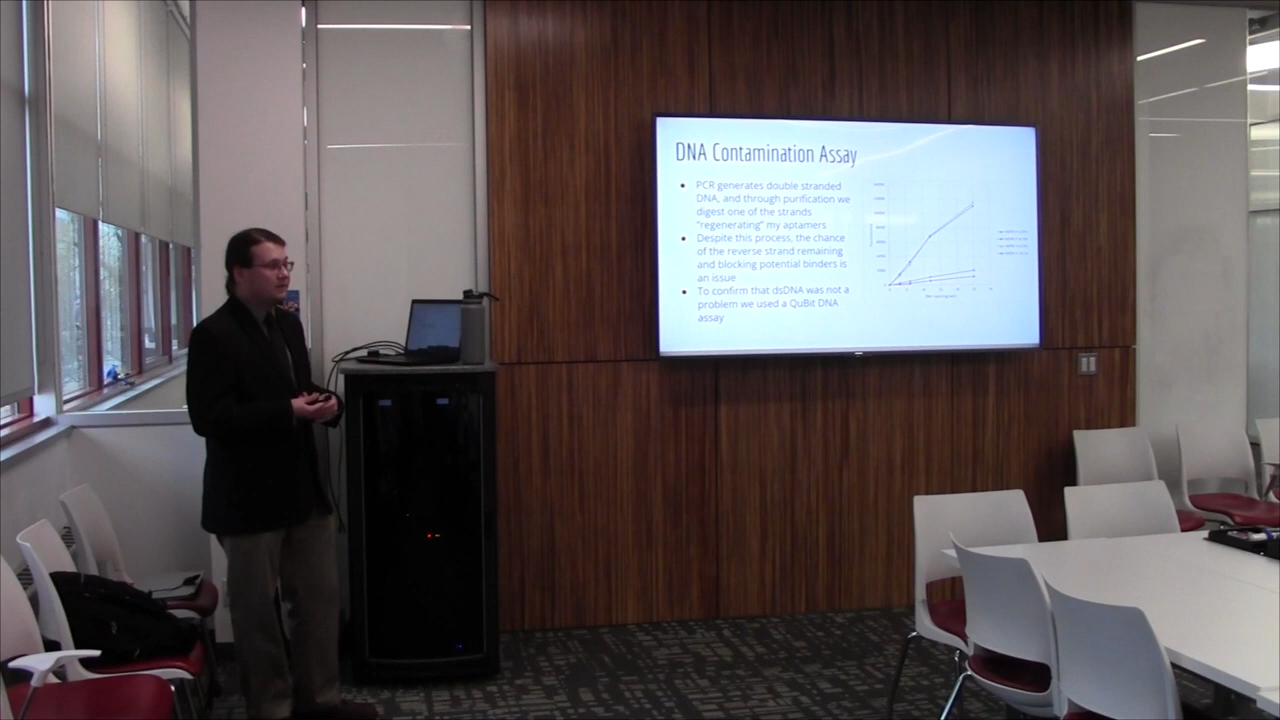 DNA Contamination Assay
• PCR generates double stranded
DNA, and through purification we
digest one of the strands
"regenerating" my aptamers
• Despite this process, the chance
of the reverse strand remaining
and blocking potential binders is
an issue
• To confirm that dsDNA was not a
problem we used a QuBit DNA
assay